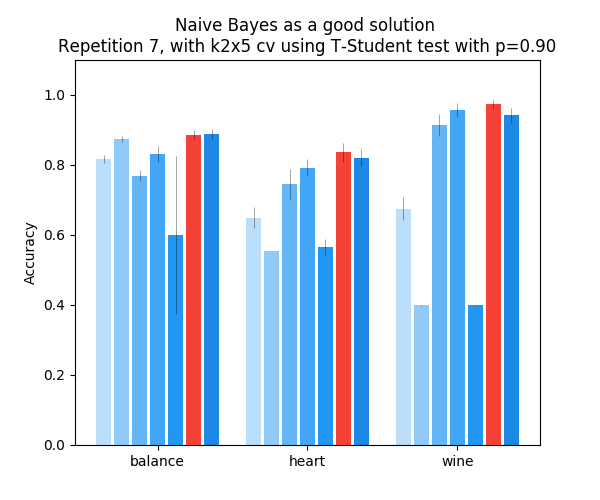 Naive Bayes as a good solution
Repetition 7, with k2x5 cv using T-Student test with p=0.90
1.0
0.8
0.6
0.4
0.2
0.0
Accuracy
balance
heart
wine